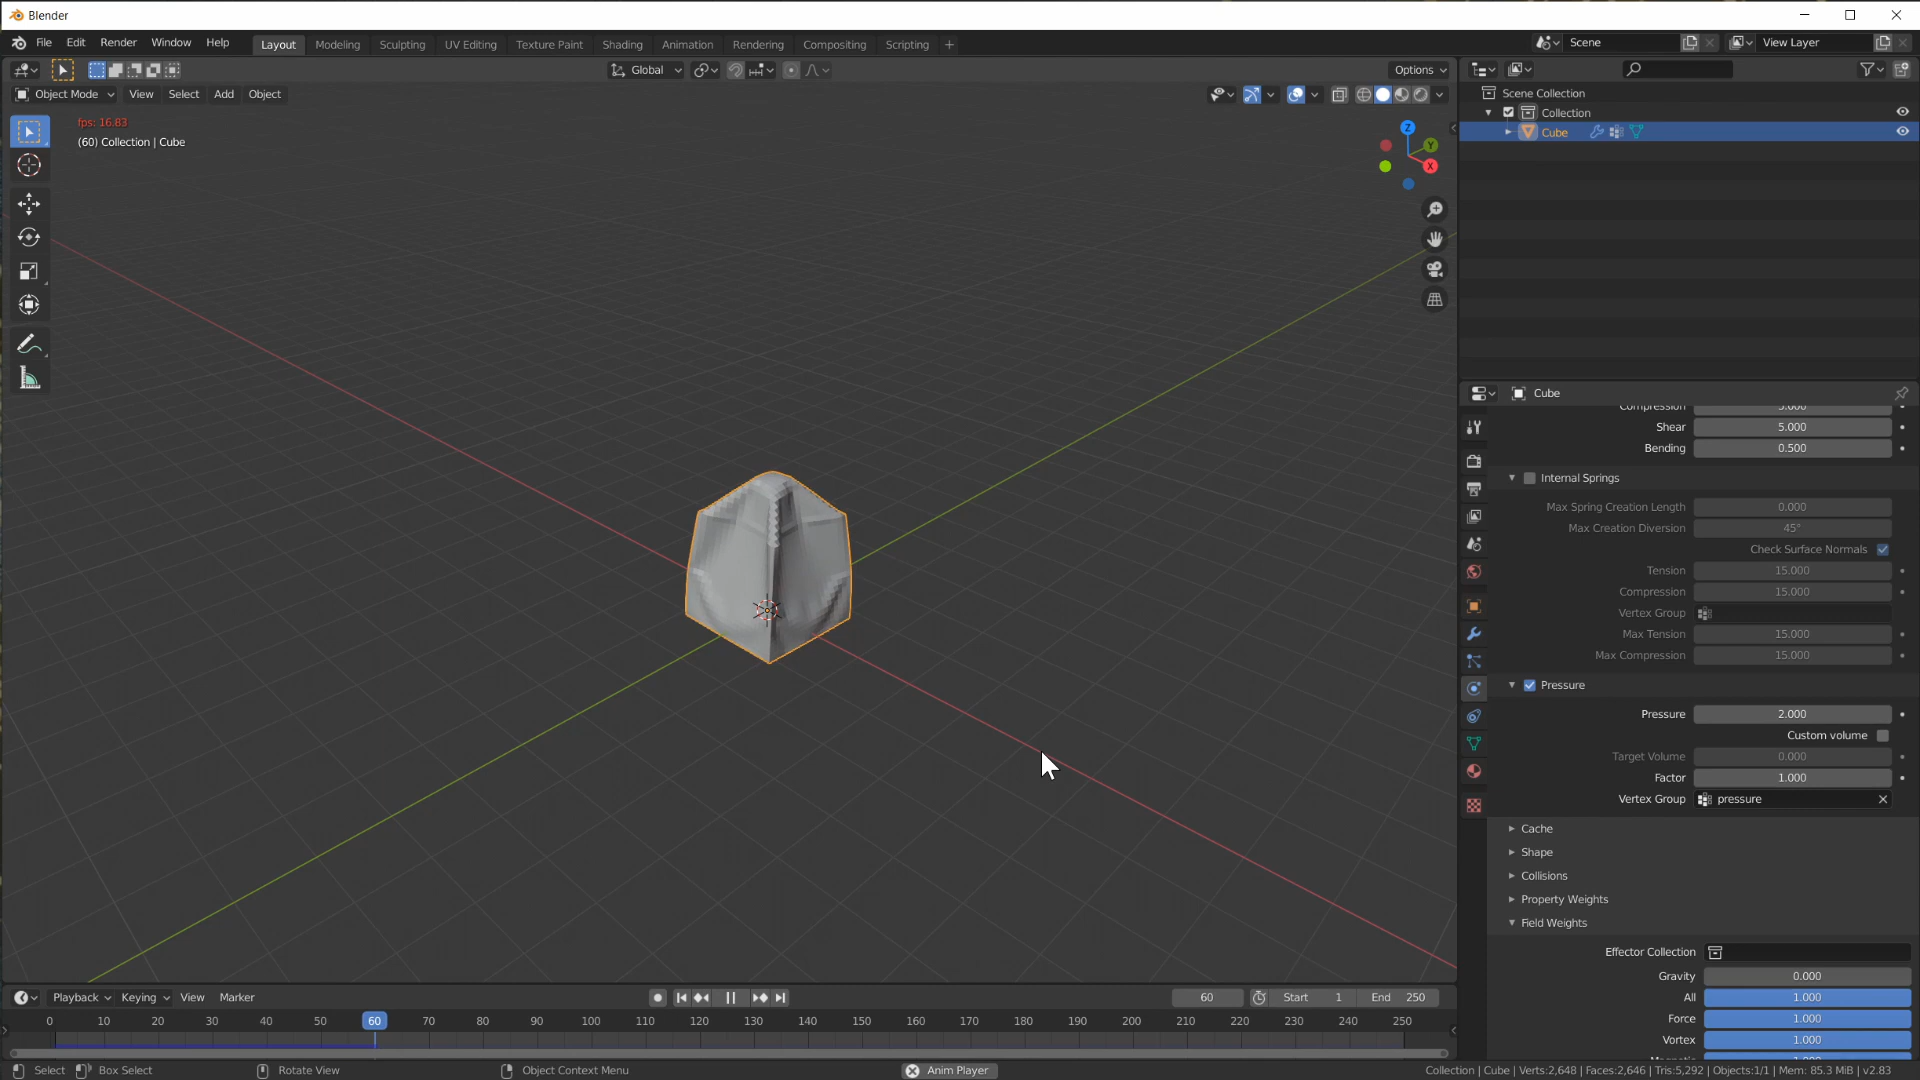 Blender
File Edit Render Window Help Layout Modeling Sculpting UV Editing Texture Paint Shading Animation Rendering Compositing Scripting + Scene View Layer
Global Options
Object Mode View Select Add Object
fps: 16.83
(60) Collection | Cube
Z
Y
X
Scene Collection
Collection
Cube
Cube
Compression 5.000
Shear 5.000
Bending 0.500
Internal Springs
Max Spring Creation Length 0.000
Max Creation Diversion 45°
Check Surface Normals
Tension 15.000
Compression 15.000
Vertex Group
Max Tension 15.000
Max Compression 15.000
Pressure
Pressure 2.000
Custom volume
Target Volume 0.000
Factor 1.000
Vertex Group pressure
Cache
Shape
Collisions
Property Weights
Field Weights
Effector Collection
Gravity 0.000
All 1.000
Force 1.000
Vortex 1.000
Playback Keying View Marker 60 Start 1 End 250
0 10 20 30 40 50 60 70 80 90 100 110 120 130 140 150 160 170 180 190 200 210 220 230 240 250
Select Box Select Rotate View Object Context Menu Anim Player Collection | Cube | Verts:2,648 | Faces:2,646 | Tris:5,292 | Objects:1/1 | Mem: 85.3 MiB | v2.83